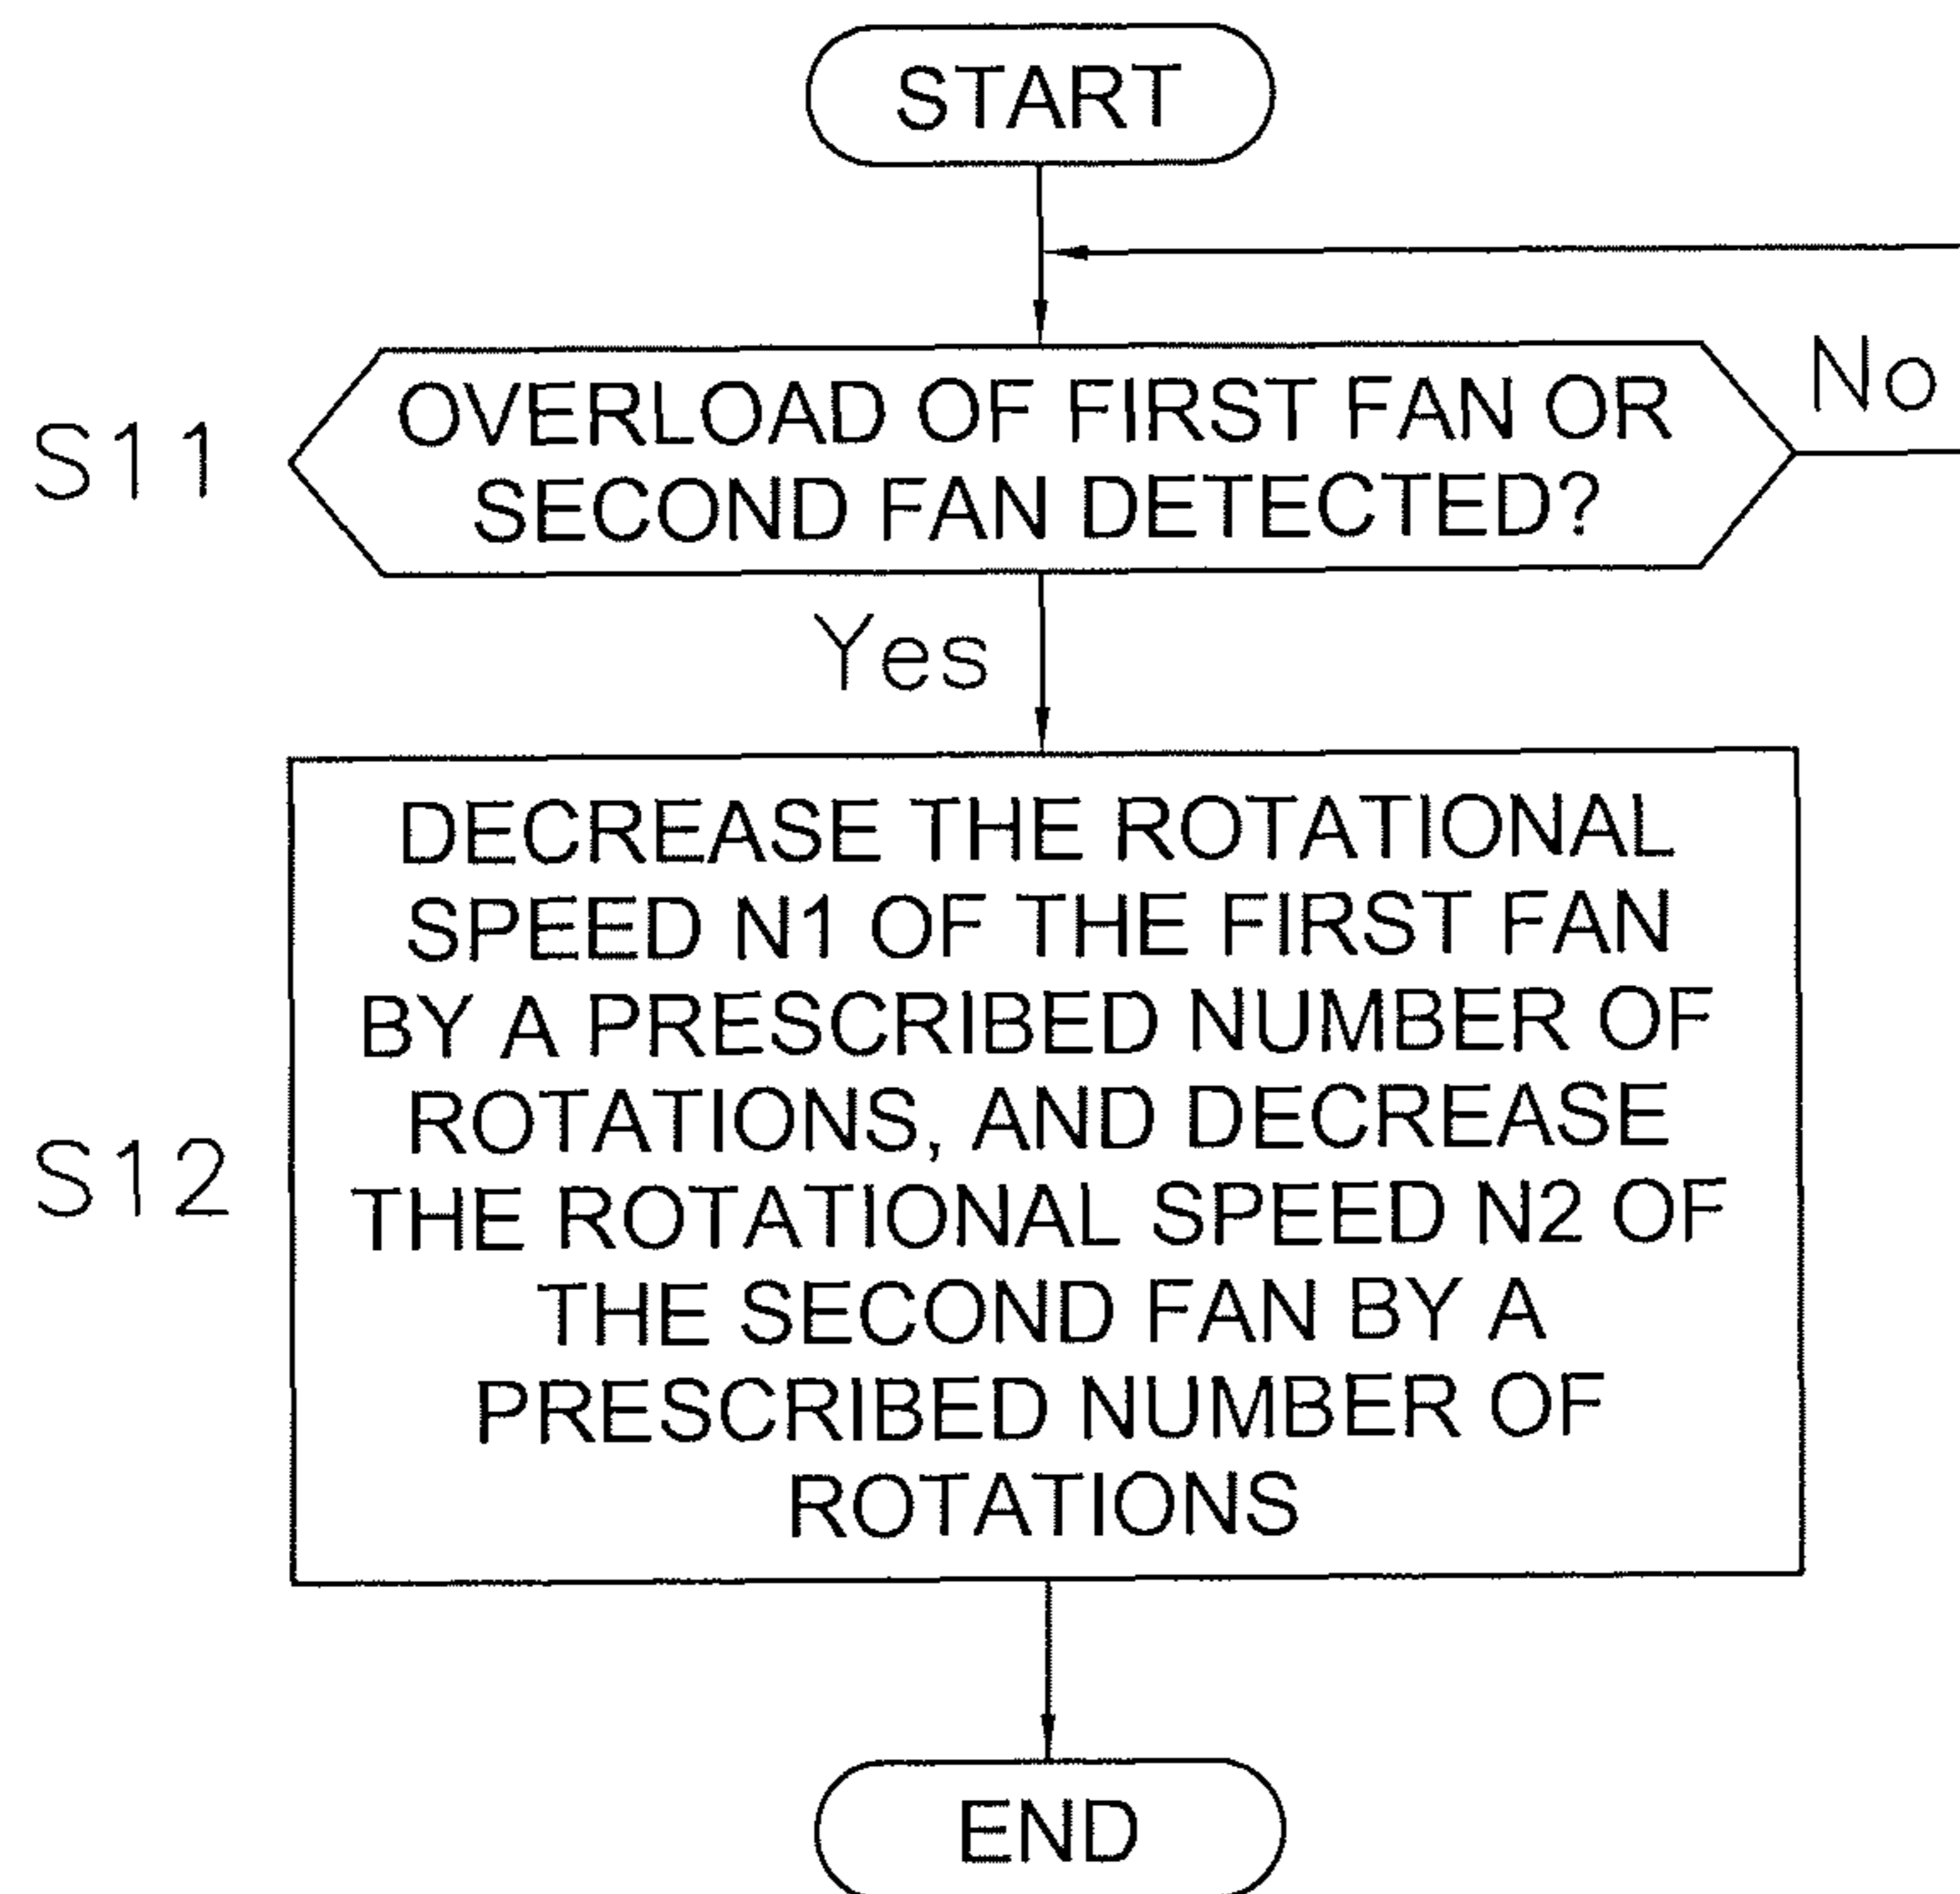 START
OVERLOAD OF FIRST FAN OR
SECOND FAN DETECTED?
No
S11
Yes
DECREASE THE ROTATIONAL
SPEED N1 OF THE FIRST FAN
BY A PRESCRIBED NUMBER OF
ROTATIONS, AND DECREASE
THE ROTATIONAL SPEED N2 OF
THE SECOND FAN BY A
PRESCRIBED NUMBER OF
ROTATIONS
S12
END